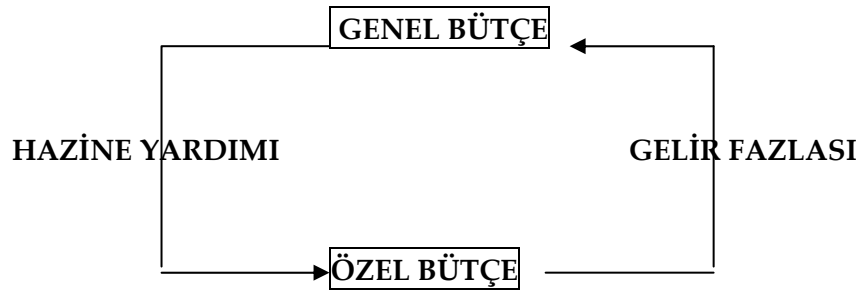 GENEL BÜTÇE
HAZİNE YARDIMI
GELİR FAZLASI
ÖZEL BÜTÇE